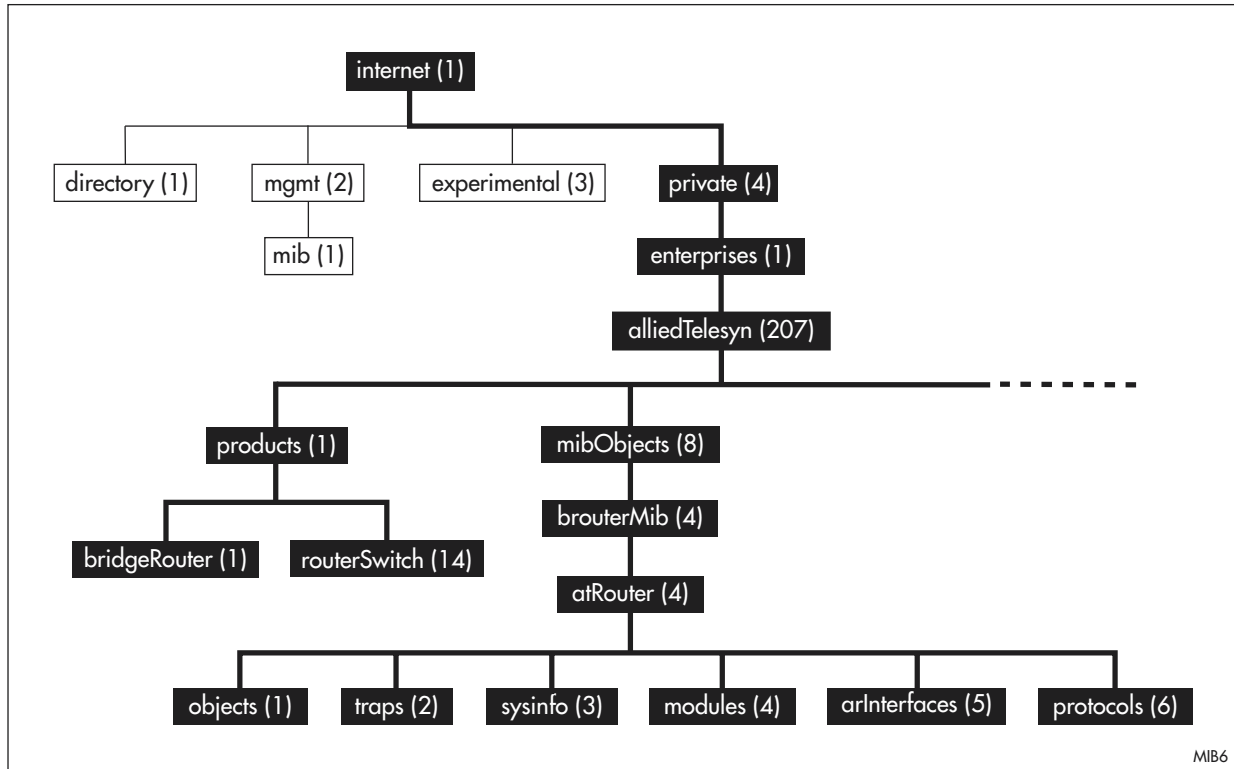 internet (1)
directory (1)
mgmt (2)
experimental (3)
private (4)
mib (1)
enterprises (1)
alliedTelesyn (207)
products (1)
mibObjects (8)
brouterMib (4)
bridgeRouter (1)
routerSwitch (14)
atRouter (4)
objects (1)
traps (2)
sysinfo (3)
modules (4)
arInterfaces (5)
protocols (6)
MIB6